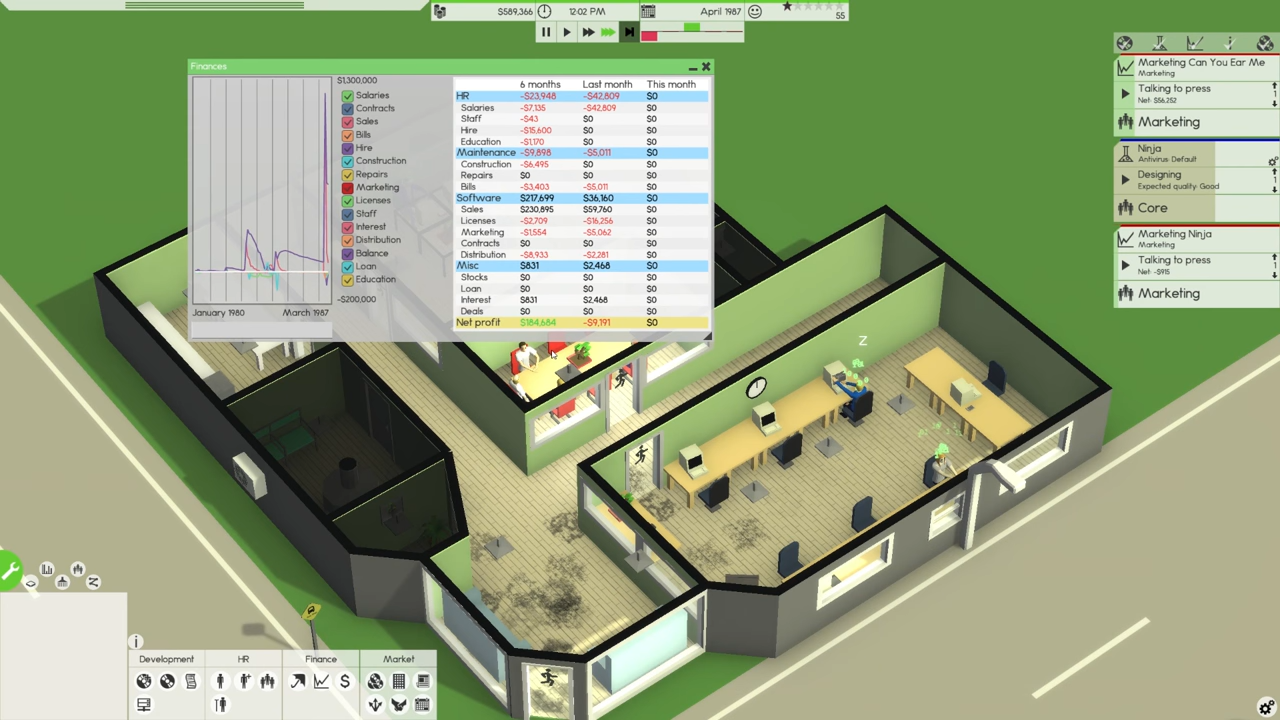 $589,366 12:02 PM April 1987 55
Finances
$1,300,000
-$200,000
January 1980 March 1987
Salaries
Contracts
Sales
Bills
Hire
Construction
Repairs
Marketing
Licenses
Staff
Interest
Distribution
Balance
Loan
Education
6 months Last month This month
HR -$23,948 -$42,809 $0
Salaries -$7,135 -$42,809 $0
Staff -$43 $0 $0
Hire -$15,600 $0 $0
Education -$1,170 $0 $0
Maintenance -$9,898 -$5,011 $0
Construction -$6,495 $0 $0
Repairs $0 $0 $0
Bills -$3,403 -$5,011 $0
Software $217,699 $36,160 $0
Sales $230,895 $59,760 $0
Licenses -$2,709 -$16,256 $0
Marketing -$1,554 -$5,062 $0
Contracts $0 $0 $0
Distribution -$8,933 -$2,281 $0
Misc $831 $2,468 $0
Stocks $0 $0 $0
Loan $0 $0 $0
Interest $831 $2,468 $0
Deals $0 $0 $0
Net profit $184,684 -$9,191 $0
Marketing Can You Ear Me
Marketing
Talking to press
Net: $56,252
1
Marketing
Ninja
Antivirus: Default
Designing
Expected quality: Good
1
Core
Marketing Ninja
Marketing
Talking to press
Net: -$915
1
Marketing
Z
i
Development HR Finance Market